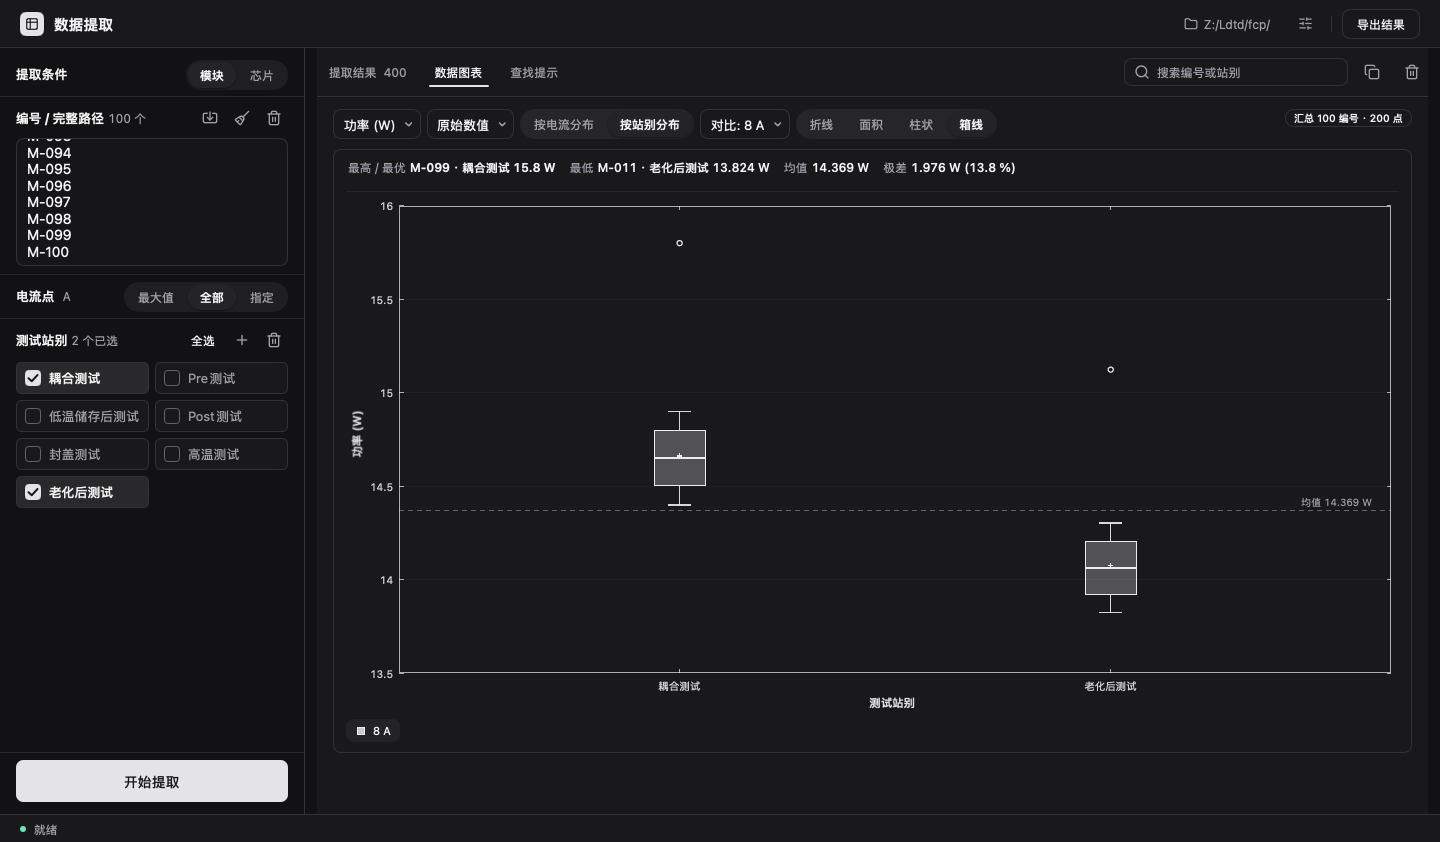 数据提取
Z:/Ldtd/fcp/
导出结果
提取条件
模块
芯片
编号 / 完整路径 100 个
M-094
M-095
M-096
M-097
M-098
M-099
M-100
电流点 A
最大值
全部
指定
测试站别 2 个已选
全选
耦合测试
Pre 测试
低温储存后测试
Post 测试
封盖测试
高温测试
老化后测试
开始提取
就绪
提取结果 400
数据图表
查找提示
搜索编号或站别
功率 (W)
原始数值
按电流分布
按站别分布
对比: 8 A
折线
面积
柱状
箱线
汇总 100 编号 · 200 点
最高 / 最优 M-099 · 耦合测试 15.8 W 最低 M-011 · 老化后测试 13.824 W 均值 14.369 W 极差 1.976 W (13.8 %)
16
15.5
15
14.5
14
13.5
功率 (W)
均值 14.369 W
耦合测试
老化后测试
测试站别
8 A